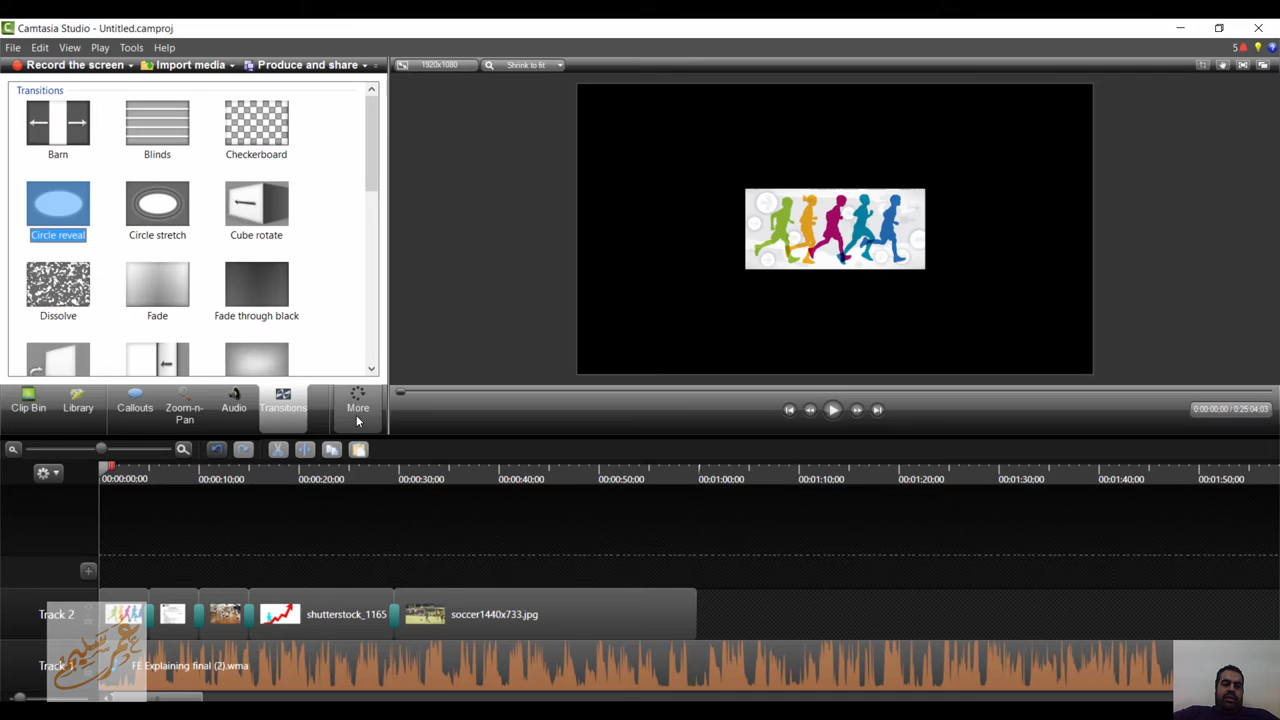 Camtasia Studio - Untitled.camproj
File Edit View Play Tools Help
5
Record the screen Import media Produce and share
1920x1080 Shrink to fit
Transitions
Barn Blinds Checkerboard
Circle reveal Circle stretch Cube rotate
Dissolve Fade Fade through black
Clip Bin Library Callouts Zoom-n-Pan Audio Transitions More
0:00:00;00 / 0:25:04;03
00:00:00;00 00:00:10;00 00:00:20;00 00:00:30;00 00:00:40;00 00:00:50;00 00:01:00;00 00:01:10;00 00:01:20;00 00:01:30;00 00:01:40;00 00:01:50;00
Track 2 shutterstock_1165 soccer1440x733.jpg
Track 1 FE Explaining final (2).wma
عمر سليم